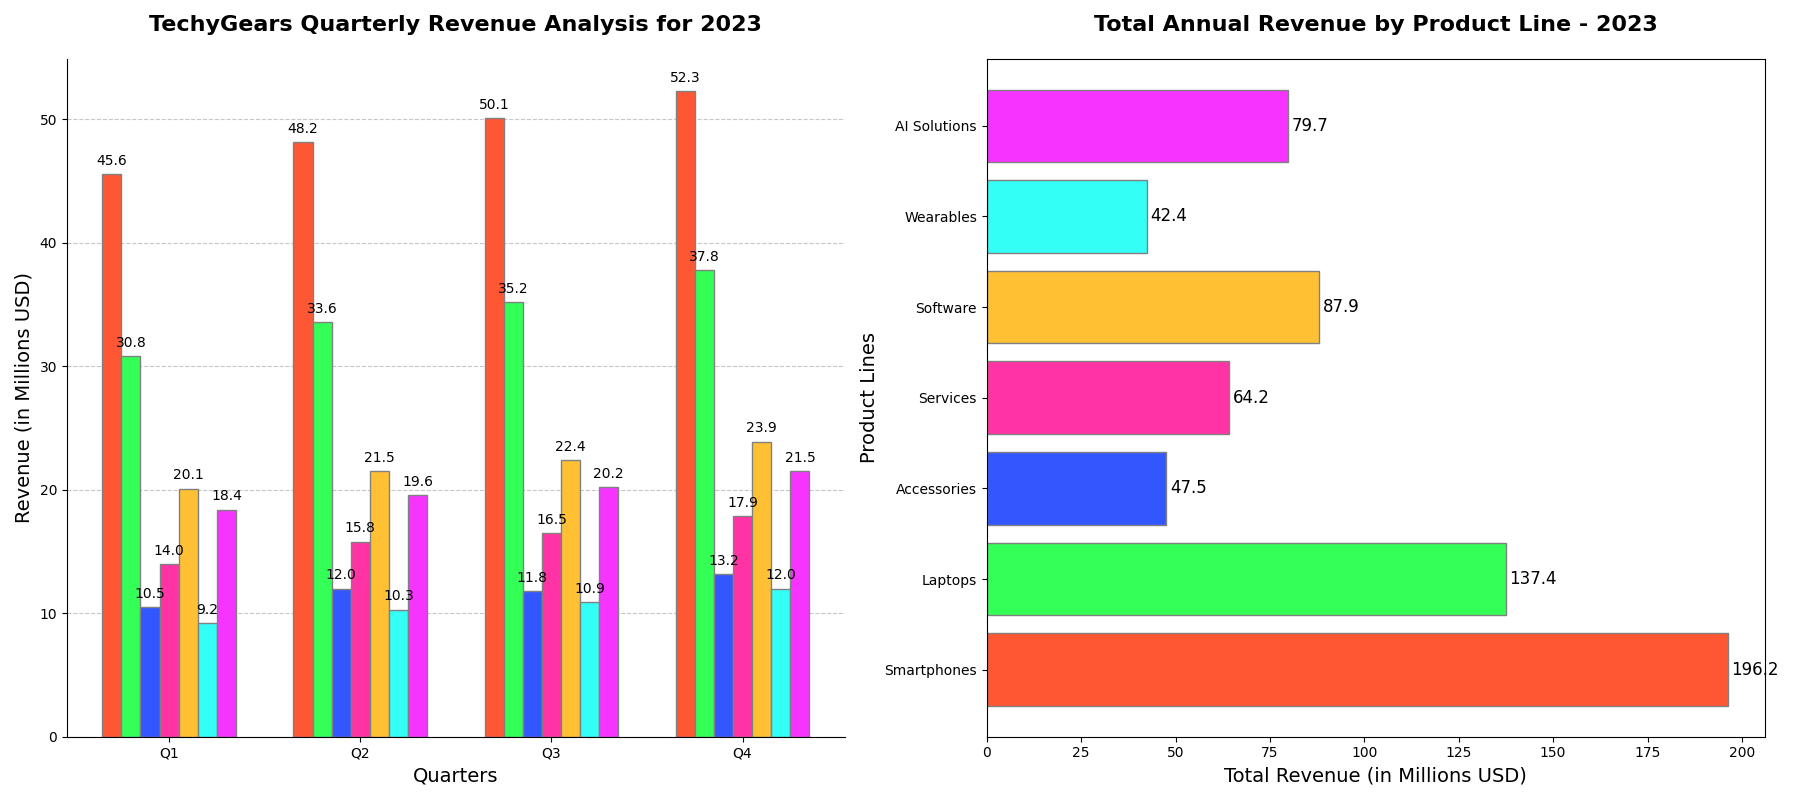 TechyGears Quarterly Revenue Analysis for 2023
Revenue (in Millions USD)
50
40
30
20
10
0
45.6
30.8
10.5
14.0
20.1
9.2
18.4
48.2
33.6
12.0
15.8
21.5
10.3
19.6
50.1
35.2
11.8
16.5
22.4
10.9
20.2
52.3
37.8
13.2
17.9
23.9
12.0
21.5
Q1
Q2
Q3
Q4
Quarters
Total Annual Revenue by Product Line - 2023
Product Lines
AI Solutions
79.7
Wearables
42.4
Software
87.9
Services
64.2
Accessories
47.5
Laptops
137.4
Smartphones
196.2
0
25
50
75
100
125
150
175
200
Total Revenue (in Millions USD)